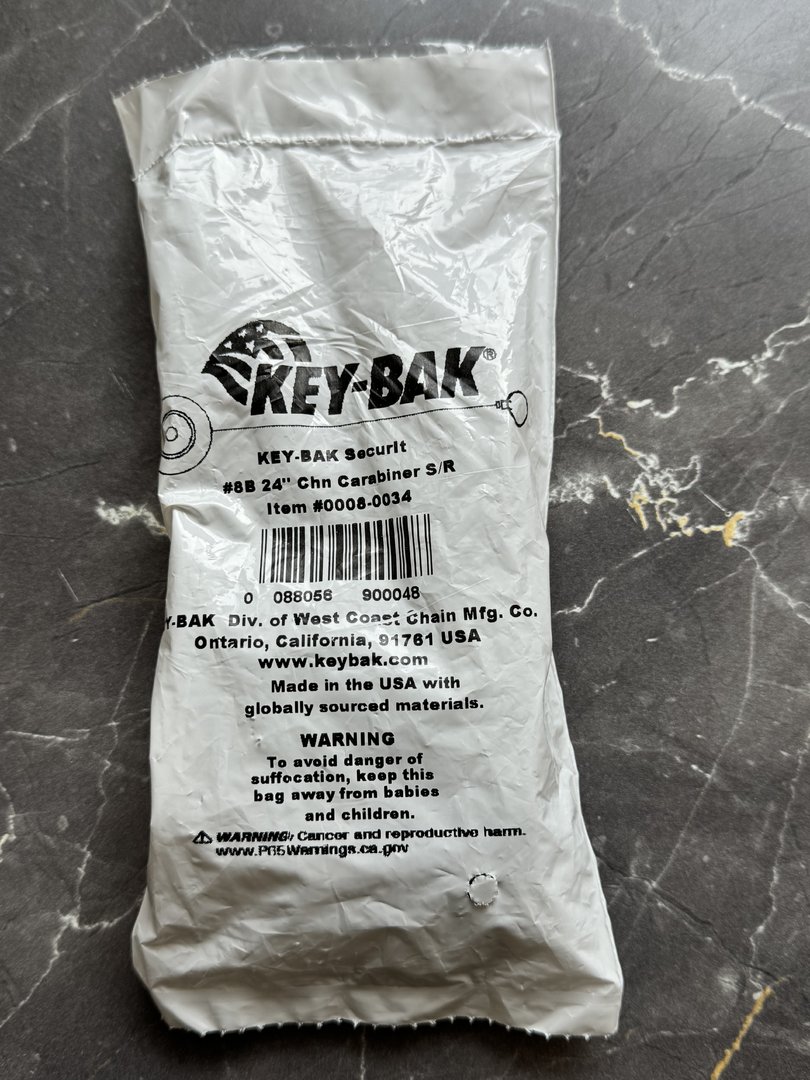 KEY-BAK®
KEY-BAK SecurIt
#8B 24" Chn Carabiner S/R
Item #0008-0034
0 088056 900048
Y-BAK Div. of West Coast Chain Mfg. Co.
Ontario, California, 91761 USA
www.keybak.com
Made in the USA with
globally sourced materials.
WARNING
To avoid danger of
suffocation, keep this
bag away from babies
and children.
⚠ WARNING: Cancer and reproductive harm.
www.P65Warnings.ca.gov